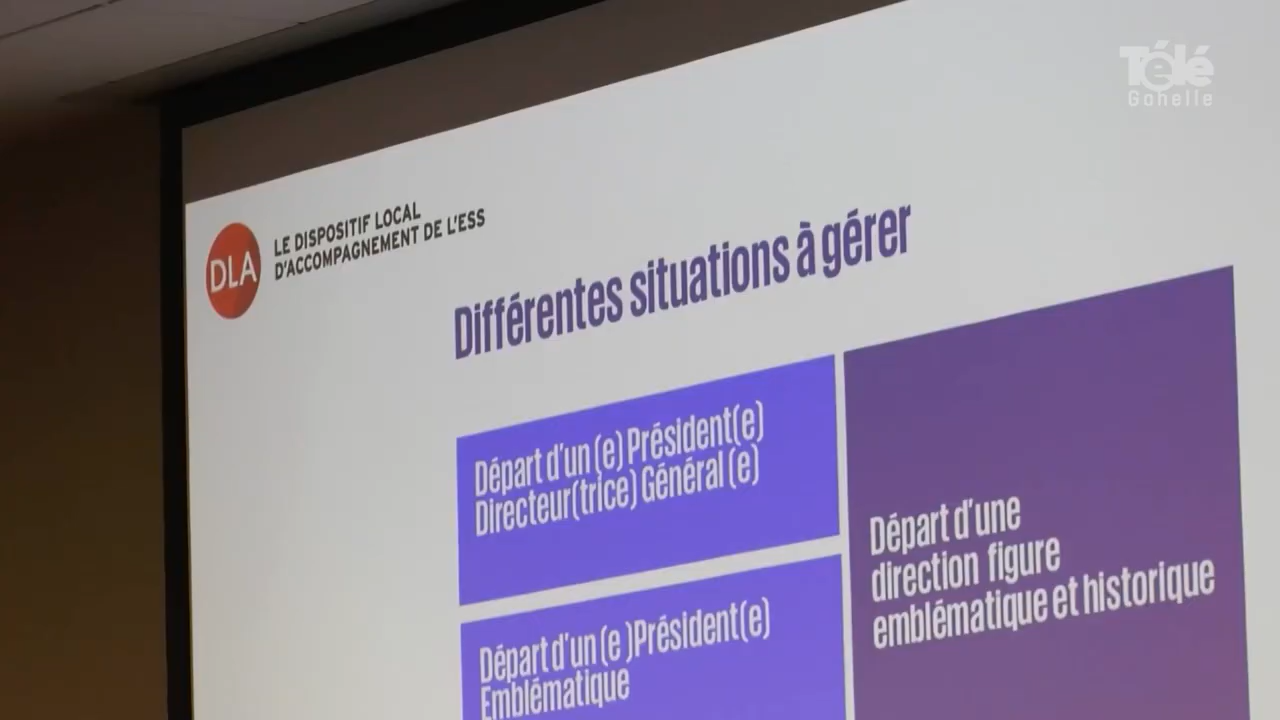 Télé
Gohelle
DLA
LE DISPOSITIF LOCAL
D'ACCOMPAGNEMENT DE L'ESS
Différentes situations à gérer
Départ d'un (e) Président(e)
Directeur(trice) Général (e)
Départ d'un (e )Président(e)
Emblématique
Départ d'une
direction figure
emblématique et historique